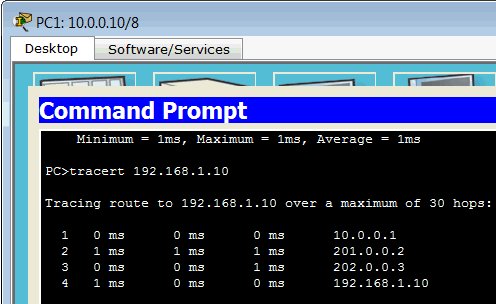 PC1: 10.0.0.10/8
Desktop Software/Services
Command Prompt
Minimum = 1ms, Maximum = 1ms, Average = 1ms
PC>tracert 192.168.1.10
Tracing route to 192.168.1.10 over a maximum of 30 hops:
1 0 ms 0 ms 0 ms 10.0.0.1
2 1 ms 1 ms 1 ms 201.0.0.2
3 0 ms 0 ms 1 ms 202.0.0.3
4 1 ms 0 ms 0 ms 192.168.1.10